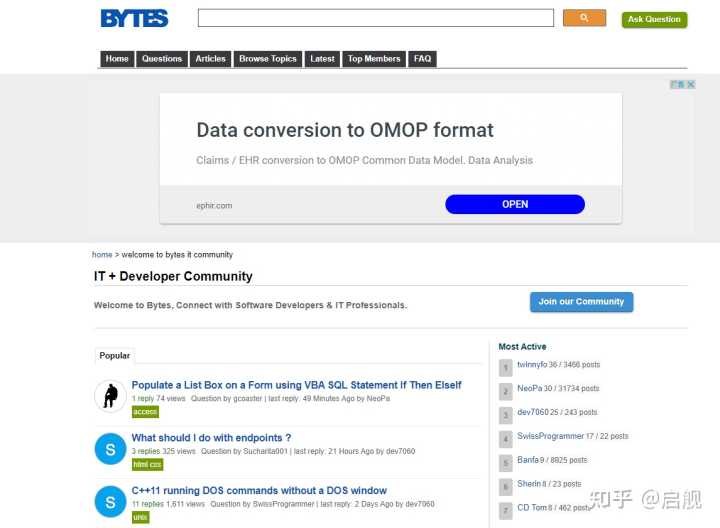 BYTES
Ask Question
Home Questions Articles Browse Topics Latest Top Members FAQ
Data conversion to OMOP format
Claims / EHR conversion to OMOP Common Data Model. Data Analysis
ephir.com
OPEN
home > welcome to bytes it community
IT + Developer Community
Welcome to Bytes, Connect with Software Developers & IT Professionals.
Join our Community
Popular
Populate a List Box on a Form using VBA SQL Statement If Then ElseIf
1 reply 74 views Question by gcoaster | last reply: 49 Minutes Ago by NeoPa
access
S
What should I do with endpoints ?
3 replies 325 views Question by Sucharita001 | last reply: 21 Hours Ago by dev7060
html css
S
C++11 running DOS commands without a DOS window
11 replies 1,611 views Question by SwissProgrammer | last reply: 2 Days Ago by dev7060
unix
Most Active
1 twinnyfo 36 / 3466 posts
2 NeoPa 30 / 31734 posts
3 dev7060 25 / 243 posts
4 SwissProgrammer 17 / 22 posts
5 Banfa 9 / 8925 posts
6 Sherin 8 / 23 posts
7 CD Tom 8 / 462 posts
知乎 @启舰